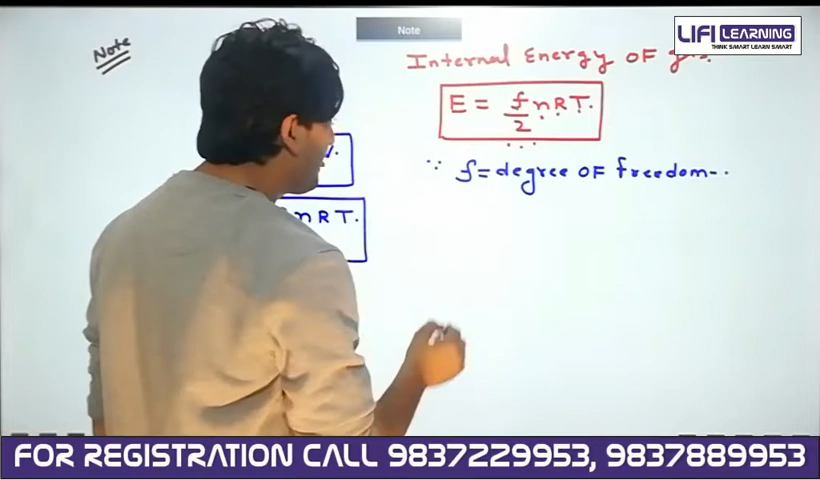 Note
LIFI LEARNING
THINK SMART LEARN SMART
Note
Internal Energy OF
E = f/2 nRT.
∵ f = degree OF freedom-..
v.
nRT.
FOR REGISTRATION CALL 9837229953, 9837889953